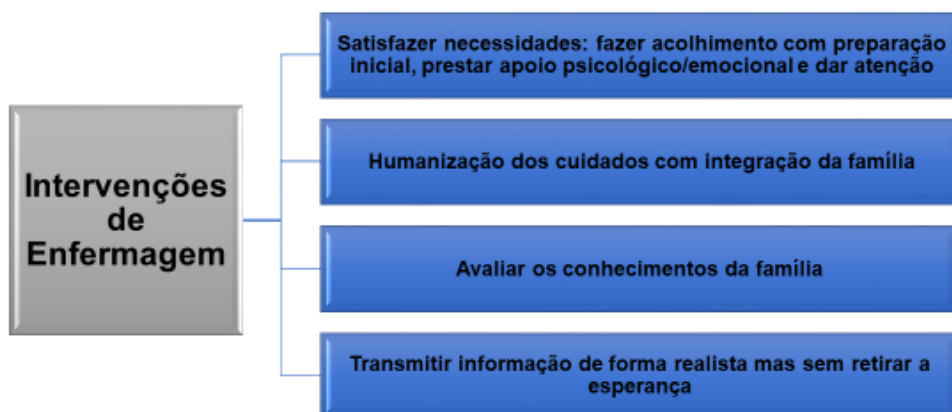 Intervenções
de
Enfermagem
Satisfazer necessidades: fazer acolhimento com preparação
inicial, prestar apoio psicológico/emocional e dar atenção
Humanização dos cuidados com integração da família
Avaliar os conhecimentos da família
Transmitir informação de forma realista mas sem retirar a
esperança